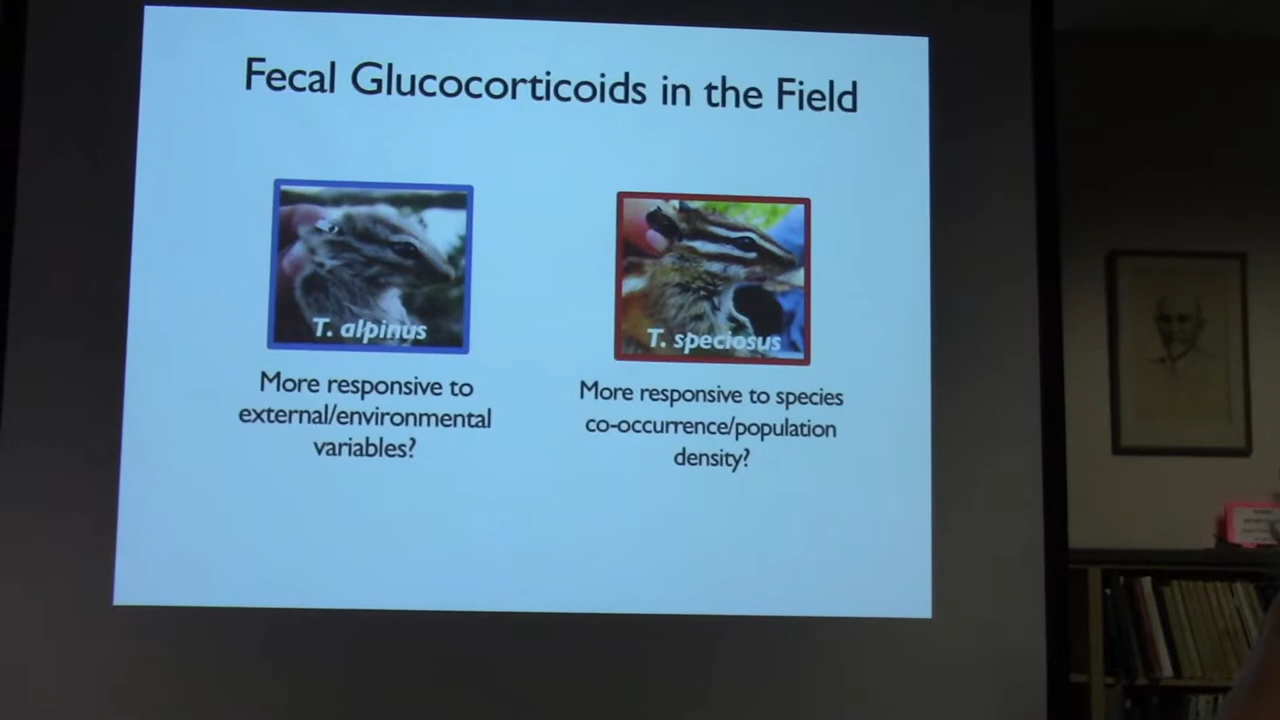 Fecal Glucocorticoids in the Field
T. alpinus
T. speciosus
More responsive to
external/environmental
variables?
More responsive to species
co-occurrence/population
density?